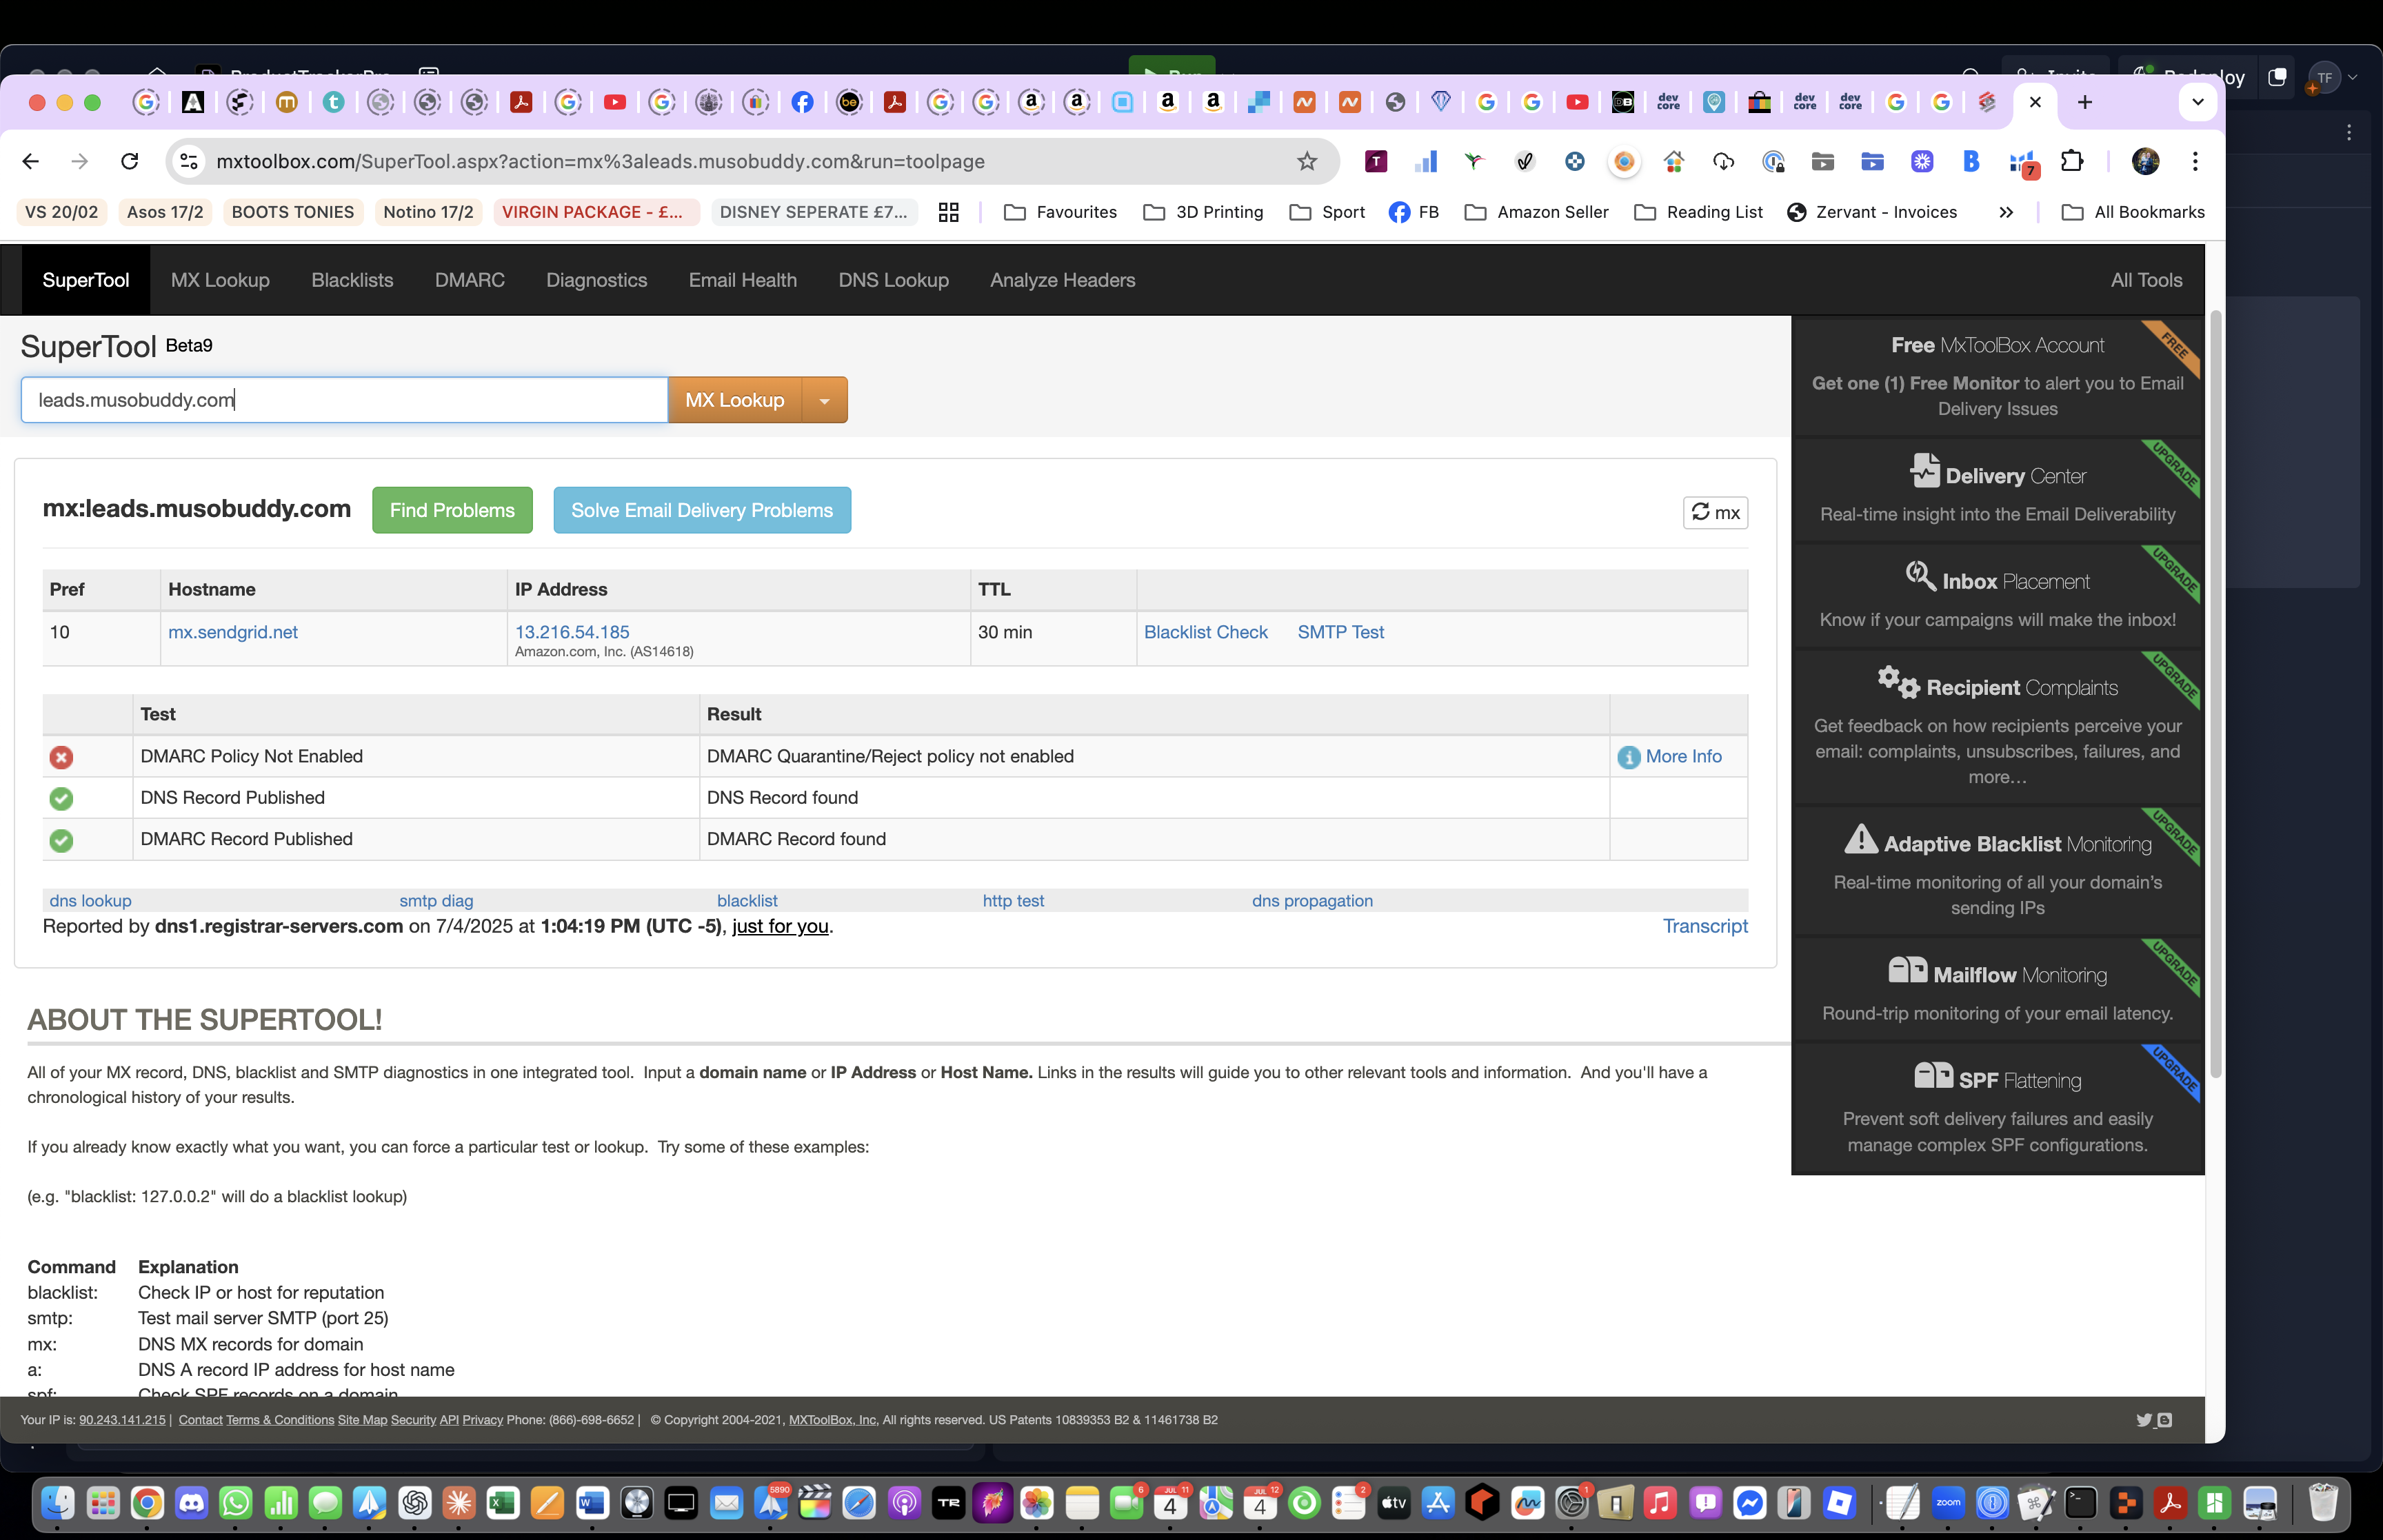 mxtoolbox.com/SuperTool.aspx?action=mx%3aleads.musobuddy.com&run=toolpage
VS 20/02 Asos 17/2 BOOTS TONIES Notino 17/2 VIRGIN PACKAGE - £... DISNEY SEPERATE £7... Favourites 3D Printing Sport FB Amazon Seller Reading List Zervant - Invoices » All Bookmarks
SuperTool MX Lookup Blacklists DMARC Diagnostics Email Health DNS Lookup Analyze Headers All Tools
SuperTool Beta9
leads.musobuddy.com MX Lookup
mx:leads.musobuddy.com Find Problems Solve Email Delivery Problems mx
Pref Hostname IP Address TTL
10 mx.sendgrid.net 13.216.54.185 30 min Blacklist Check SMTP Test
Amazon.com, Inc. (AS14618)
Test Result
DMARC Policy Not Enabled DMARC Quarantine/Reject policy not enabled More Info
DNS Record Published DNS Record found
DMARC Record Published DMARC Record found
dns lookup smtp diag blacklist http test dns propagation
Reported by dns1.registrar-servers.com on 7/4/2025 at 1:04:19 PM (UTC -5), just for you. Transcript
ABOUT THE SUPERTOOL!
All of your MX record, DNS, blacklist and SMTP diagnostics in one integrated tool. Input a domain name or IP Address or Host Name. Links in the results will guide you to other relevant tools and information. And you'll have a
chronological history of your results.
If you already know exactly what you want, you can force a particular test or lookup. Try some of these examples:
(e.g. "blacklist: 127.0.0.2" will do a blacklist lookup)
Command Explanation
blacklist: Check IP or host for reputation
smtp: Test mail server SMTP (port 25)
mx: DNS MX records for domain
a: DNS A record IP address for host name
spf: Check SPF records on a domain
Free MxToolBox Account
FREE
Get one (1) Free Monitor to alert you to Email
Delivery Issues
Delivery Center
UPGRADE
Real-time insight into the Email Deliverability
Inbox Placement
UPGRADE
Know if your campaigns will make the inbox!
Recipient Complaints
UPGRADE
Get feedback on how recipients perceive your
email: complaints, unsubscribes, failures, and
more...
Adaptive Blacklist Monitoring
UPGRADE
Real-time monitoring of all your domain's
sending IPs
Mailflow Monitoring
UPGRADE
Round-trip monitoring of your email latency.
SPF Flattening
UPGRADE
Prevent soft delivery failures and easily
manage complex SPF configurations.
Your IP is: 90.243.141.215 | Contact Terms & Conditions Site Map Security API Privacy Phone: (866)-698-6652 | © Copyright 2004-2021, MXToolBox, Inc, All rights reserved. US Patents 10839353 B2 & 11461738 B2